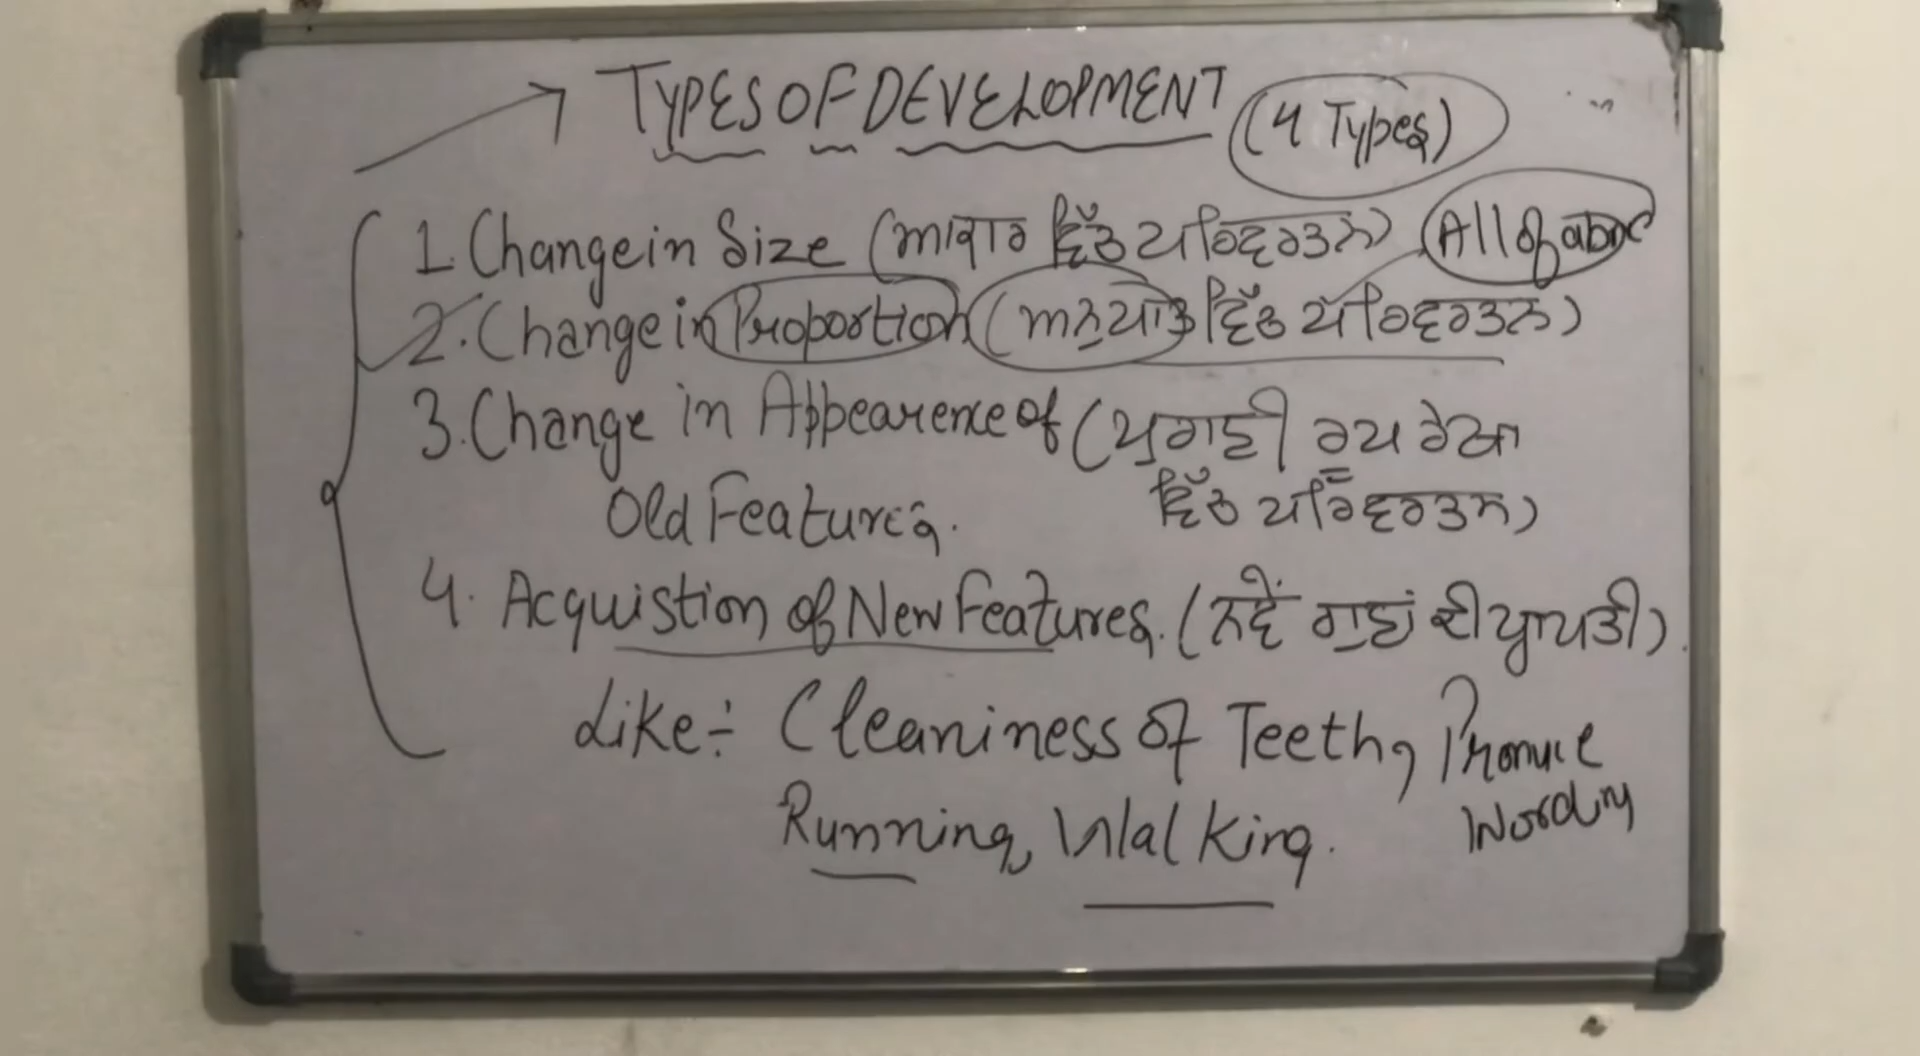 TYPES OF DEVELOPMENT (4 Types)
1. Change in Size (ਆਕਾਰ ਵਿੱਚ ਪਰਿਵਰਤਨ) All of above
2. Change in Proportion (ਅਨੁਪਾਤ ਵਿੱਚ ਪਰਿਵਰਤਨ)
3. Change in Appearence of (ਪੁਰਾਣੀ ਰੂਪ ਰੇਖਾ
Old Features. ਵਿੱਚ ਪਰਿਵਰਤਨ)
4. Acquistion of New Features. (ਨਵੇਂ ਗੁਣਾਂ ਦੀ ਪ੍ਰਾਪਤੀ).
Like:- Cleaniness of Teeth,
Running, Walking.